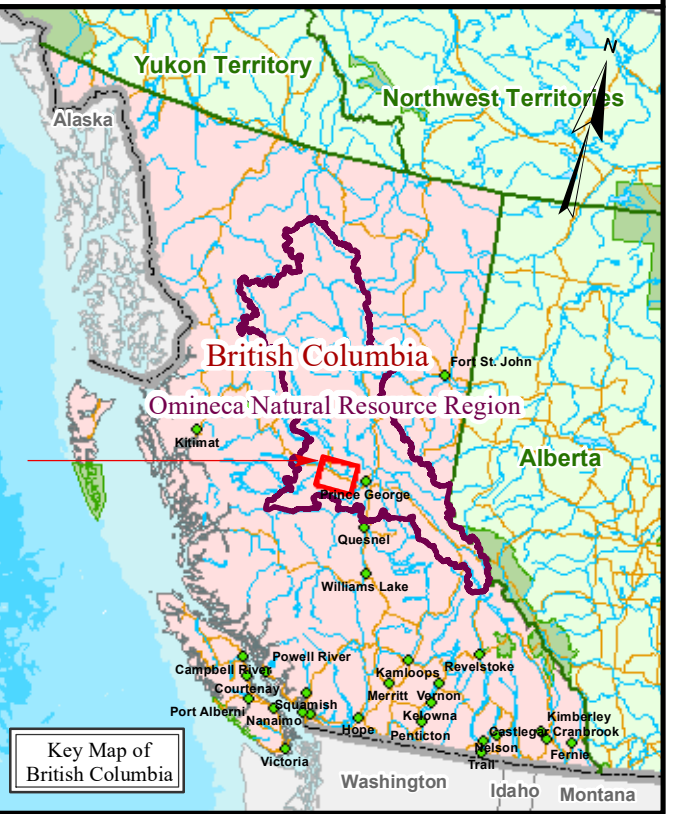 N
Yukon Territory
Northwest Territories
Alaska
British Columbia
Fort St. John
Omineca Natural Resource Region
Kitimat
Alberta
Prince George
Quesnel
Williams Lake
Powell River
Campbell River
Kamloops
Revelstoke
Courtenay
Merritt
Vernon
Squamish
Port Alberni
Nanaimo
Kelowna
Kimberley
Hope
Penticton
Castlegar
Cranbrook
Nelson
Fernie
Victoria
Trail
Key Map of
British Columbia
Washington
Idaho
Montana